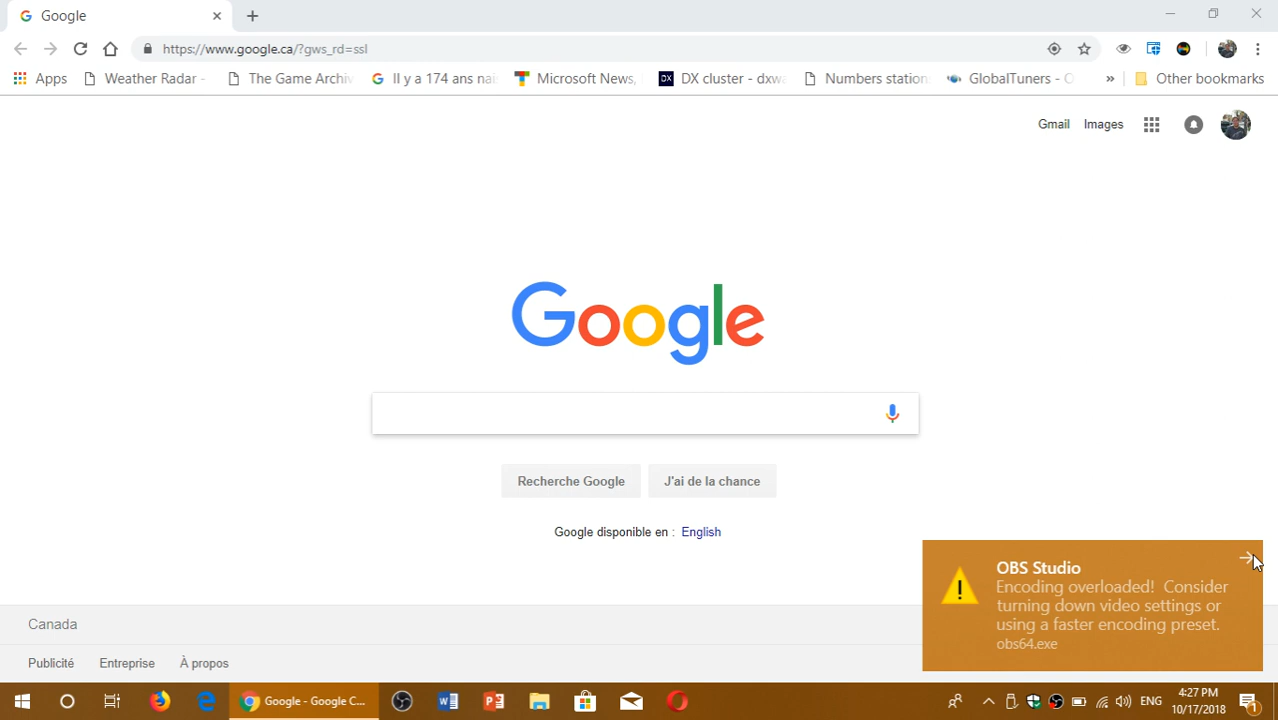 Google
https://www.google.ca/?gws_rd=ssl
Apps Weather Radar - The Game Archiv Il y a 174 ans nais Microsoft News, DX cluster - dxwa Numbers station GlobalTuners - O » Other bookmarks
Gmail Images
Google
Recherche Google J'ai de la chance
Google disponible en : English
OBS Studio
Encoding overloaded! Consider
turning down video settings or
using a faster encoding preset.
obs64.exe
Canada
Publicité Entreprise À propos
Google - Google C... ENG 4:27 PM
10/17/2018 1